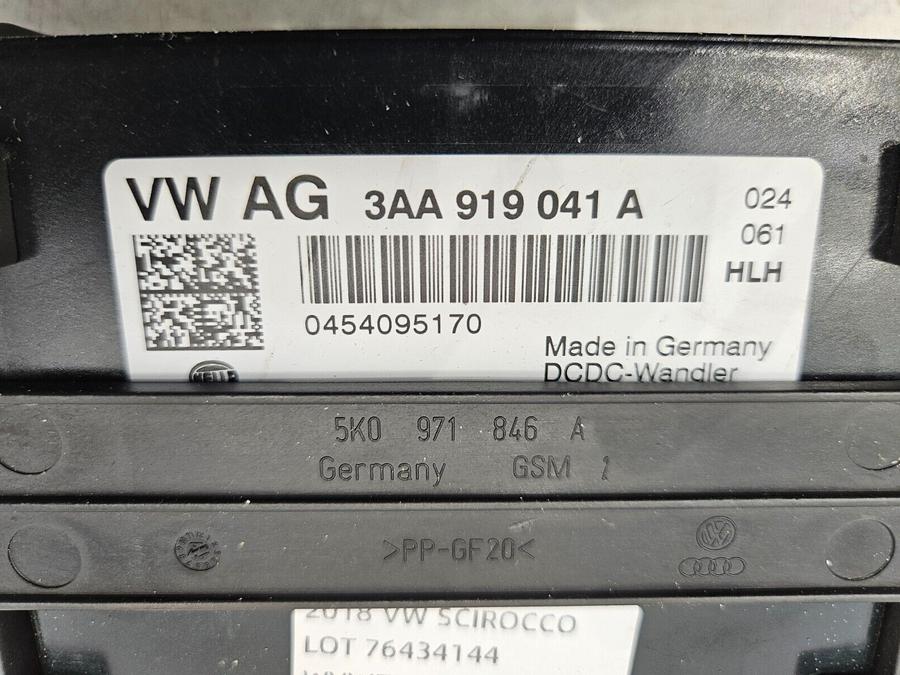 VW AG 3AA 919 041 A 024
061
HLH
0454095170
Made in Germany
DCDC-Wandler
5K0 971 846 A
Germany GSM 1
>PP-GF20<
2018 VW SCIROCCO
LOT 76434144